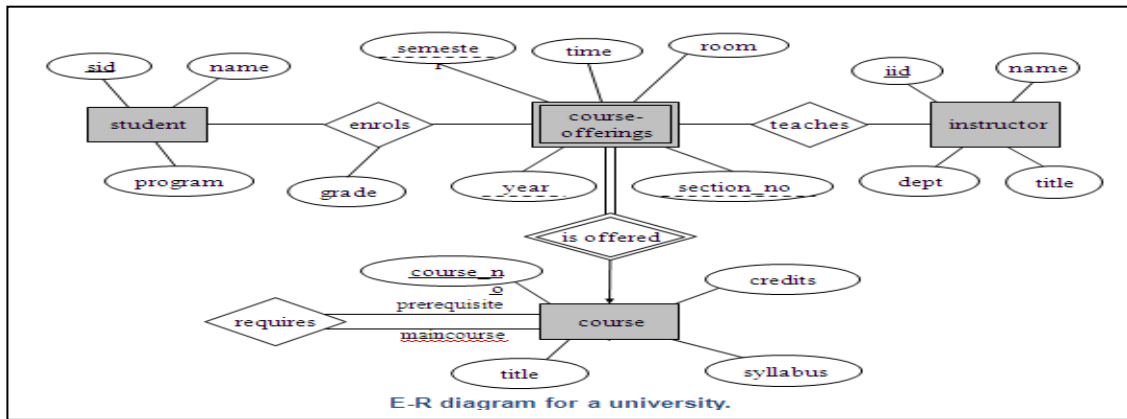 semeste
r
time
room
sid
name
iid
name
student
enrols
course-
offerings
teaches
instructor
program
grade
year
section_no
dept
title
is offered
course_n
o
credits
prerequisite
requires
course
maincourse
title
syllabus
E-R diagram for a university.